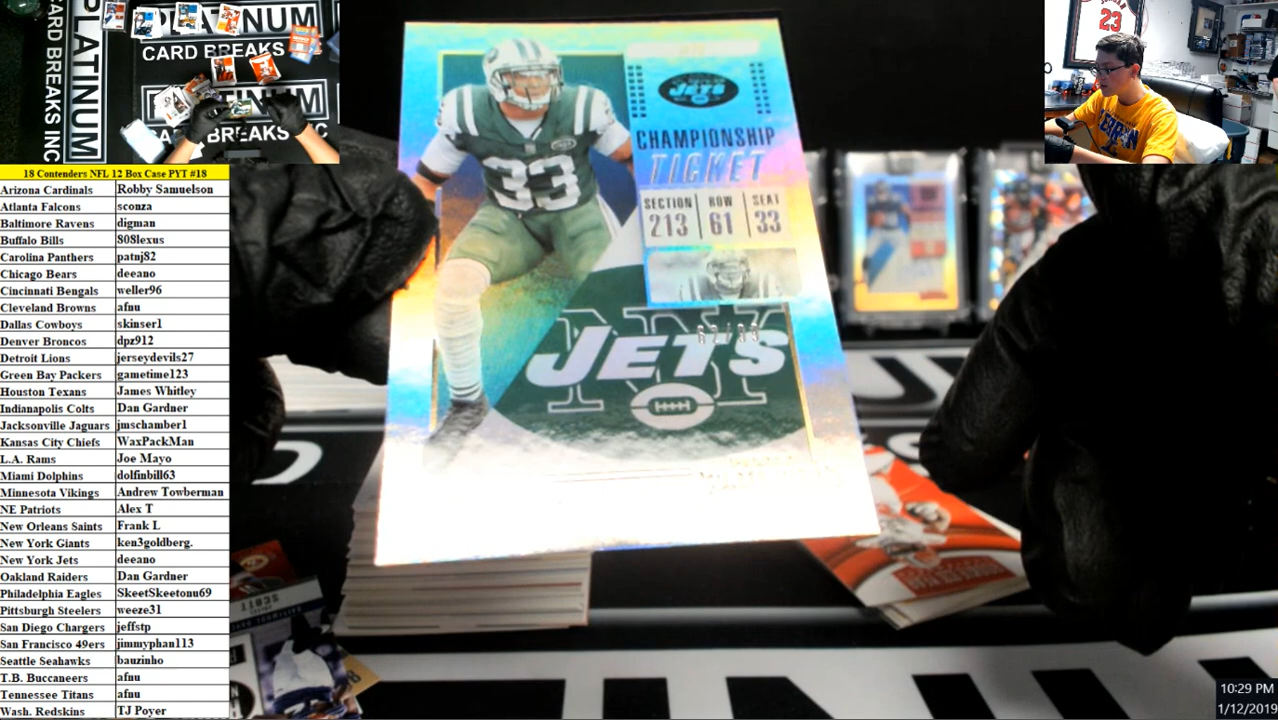 PLATINUM
CARD BREAKS
PLATINUM
CARD BREAKS INC
CARD BREAKS INC
23
18 Contenders NFL 12 Box Case PYT #18
Arizona Cardinals Robby Samuelson
Atlanta Falcons sconza
Baltimore Ravens digman
Buffalo Bills 808lexus
Carolina Panthers patnj82
Chicago Bears deeano
Cincinnati Bengals weller96
Cleveland Browns afnu
Dallas Cowboys skinser1
Denver Broncos dpz912
Detroit Lions jerseydevils27
Green Bay Packers gametime123
Houston Texans James Whitley
Indianapolis Colts Dan Gardner
Jacksonville Jaguars jmschamber1
Kansas City Chiefs WaxPackMan
L.A. Rams Joe Mayo
Miami Dolphins dolfinbill63
Minnesota Vikings Andrew Towberman
NE Patriots Alex T
New Orleans Saints Frank L
New York Giants ken3goldberg.
New York Jets deeano
Oakland Raiders Dan Gardner
Philadelphia Eagles SkeetSkeetonu69
Pittsburgh Steelers weeze31
San Diego Chargers jeffstp
San Francisco 49ers jimmyphan113
Seattle Seahawks bauzinho
T.B. Buccaneers afnu
Tennessee Titans afnu
Wash. Redskins TJ Poyer
JETS
CHAMPIONSHIP
TICKET
SECTION ROW SEAT
213 61 33
33
NY
JETS
SCOTT
10:29 PM
1/12/2019